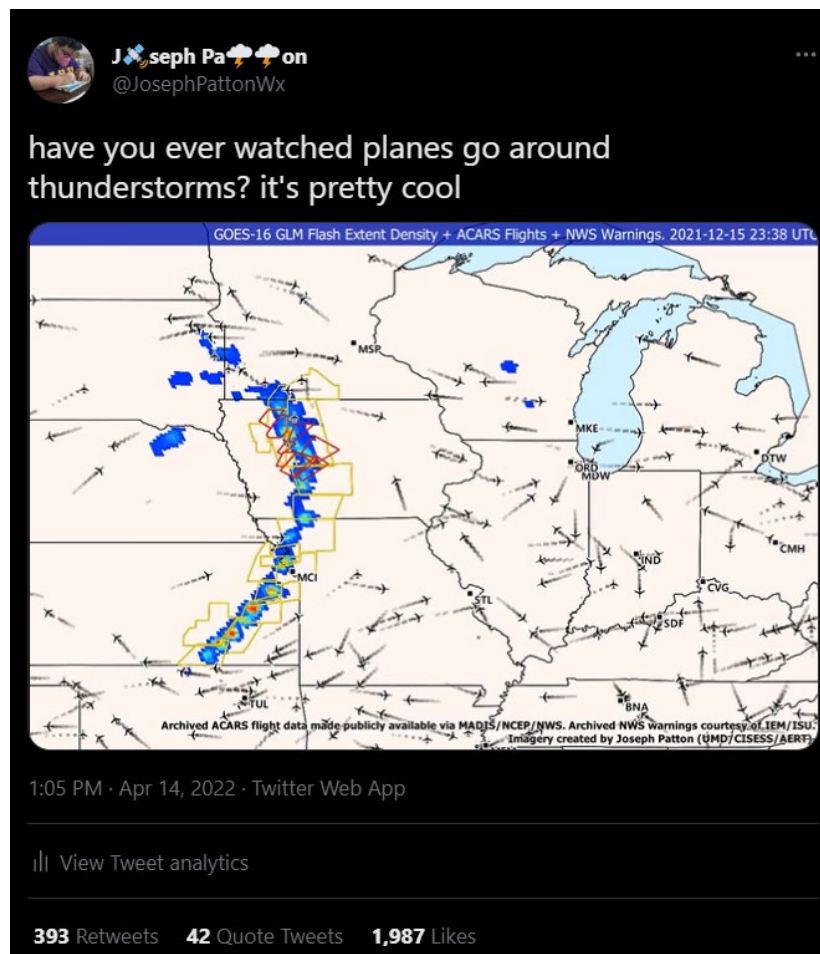 J🛰️seph Pa🌩️🌩️on
@JosephPattonWx
have you ever watched planes go around
thunderstorms? it's pretty cool
GOES-16 GLM Flash Extent Density + ACARS Flights + NWS Warnings. 2021-12-15 23:38 UTC
MSP
MKE
ORD
MDW
DTW
CMH
IND
MCI
CVG
STL
SDF
TUL
BNA
Archived ACARS flight data made publicly available via MADIS/NCEP/NWS. Archived NWS warnings courtesy of IEM/ISU.
Imagery created by Joseph Patton (UMD/CISESS/AERT)
1:05 PM · Apr 14, 2022 · Twitter Web App
View Tweet analytics
393 Retweets 42 Quote Tweets 1,987 Likes